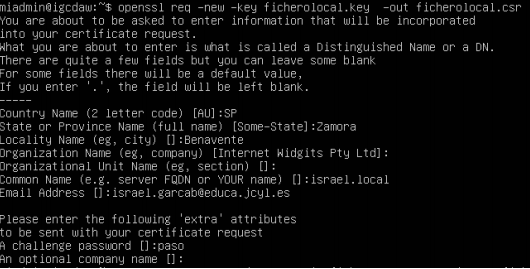 miadmin@igcdaw:~$ openssl req -new -key ficherolocal.key  -out ficherolocal.csr
You are about to be asked to enter information that will be incorporated
into your certificate request.
What you are about to enter is what is called a Distinguished Name or a DN.
There are quite a few fields but you can leave some blank
For some fields there will be a default value,
If you enter '.', the field will be left blank.
-----
Country Name (2 letter code) [AU]:SP
State or Province Name (full name) [Some-State]:Zamora
Locality Name (eg, city) []:Benavente
Organization Name (eg, company) [Internet Widgits Pty Ltd]:
Organizational Unit Name (eg, section) []:
Common Name (e.g. server FQDN or YOUR name) []:israel.local
Email Address []:israel.garcab@educa.jcyl.es
Please enter the following 'extra' attributes
to be sent with your certificate request
A challenge password []:paso
An optional company name []: